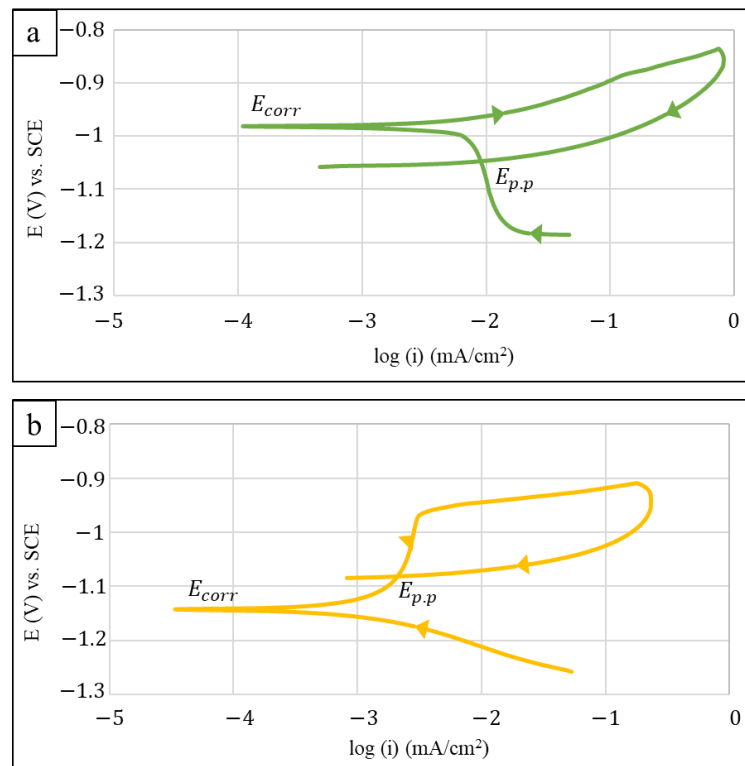 a
−0.8
−0.9
−1
−1.1
−1.2
−1.3
E (V) vs. SCE
E_corr
E_p.p
−5
−4
−3
−2
−1
0
log (i) (mA/cm²)
b
−0.8
−0.9
−1
−1.1
−1.2
−1.3
E (V) vs. SCE
E_corr
E_p.p
−5
−4
−3
−2
−1
0
log (i) (mA/cm²)